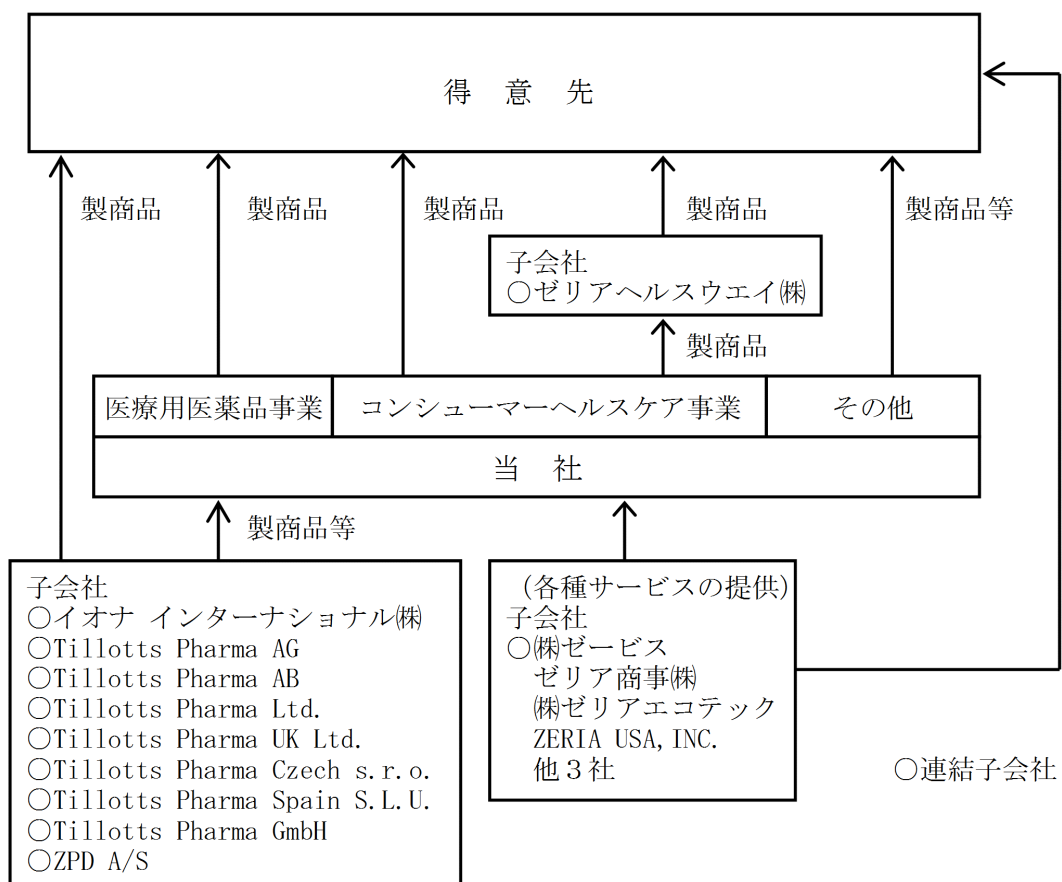 得 意 先
製商品
製商品
製商品
製商品
製商品等
子会社
○ゼリアヘルスウエイ㈱
製商品
医療用医薬品事業
コンシューマーヘルスケア事業
その他
当 社
製商品等
子会社
○イオナ インターナショナル㈱
○Tillotts Pharma AG
○Tillotts Pharma AB
○Tillotts Pharma Ltd.
○Tillotts Pharma UK Ltd.
○Tillotts Pharma Czech s.r.o.
○Tillotts Pharma Spain S.L.U.
○Tillotts Pharma GmbH
○ZPD A/S
(各種サービスの提供)
子会社
○㈱ゼービス
ゼリア商事㈱
㈱ゼリアエコテック
ZERIA USA,INC.
他３社
○連結子会社